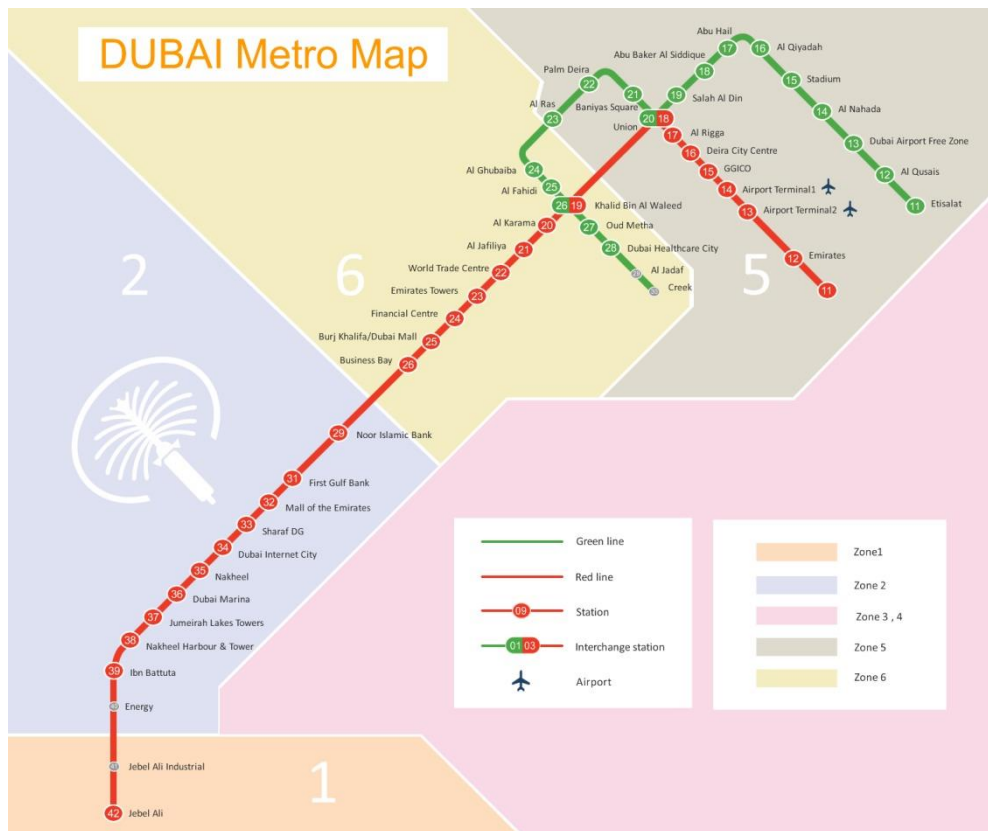 DUBAI Metro Map
Abu Hail
17
16
Al Qiyadah
Abu Baker Al Siddique
18
15
Stadium
Palm Deira
22
21
19
Salah Al Din
14
Al Nahada
Al Ras
23
Baniyas Square
Union
20
18
17
Al Rigga
13
Dubai Airport Free Zone
16
Deira City Centre
12
Al Qusais
15
GGICO
11
Etisalat
Al Ghubaiba
24
Al Fahidi
25
14
Airport Terminal1
13
Airport Terminal2
26
19
Khalid Bin Al Waleed
Al Karama
20
27
Oud Metha
Al Jafiliya
21
28
Dubai Healthcare City
12
Emirates
11
World Trade Centre
22
Al Jadaf
Creek
Emirates Towers
23
Financial Centre
24
Burj Khalifa/Dubai Mall
25
Business Bay
26
2
6
5
29
Noor Islamic Bank
31
First Gulf Bank
32
Mall of the Emirates
33
Sharaf DG
34
Dubai Internet City
35
Nakheel
36
Dubai Marina
37
Jumeirah Lakes Towers
38
Nakheel Harbour & Tower
39
Ibn Battuta
Energy
Jebel Ali Industrial
42
Jebel Ali
1
Green line
Red line
09
Station
01
03
Interchange station
Airport
Zone1
Zone 2
Zone 3 , 4
Zone 5
Zone 6